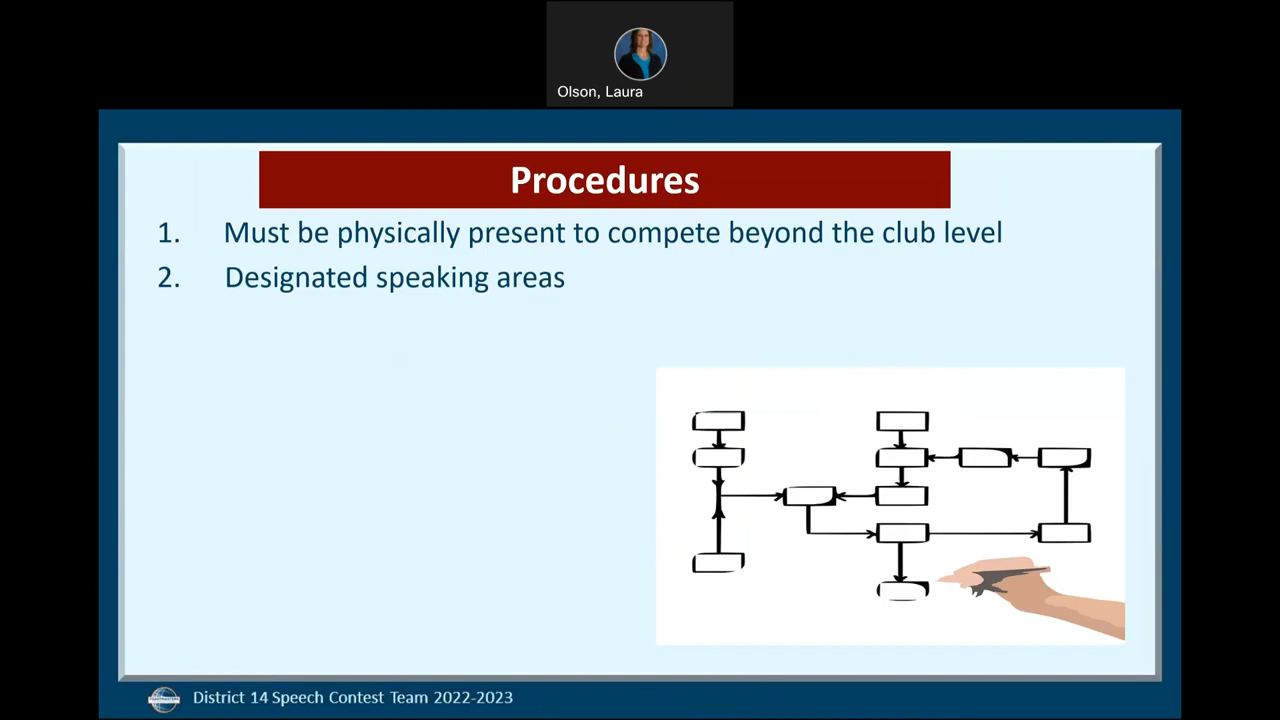 Olson, Laura
Procedures
1. Must be physically present to compete beyond the club level
2. Designated speaking areas
TOASTMASTERS
District 14 Speech Contest Team 2022-2023